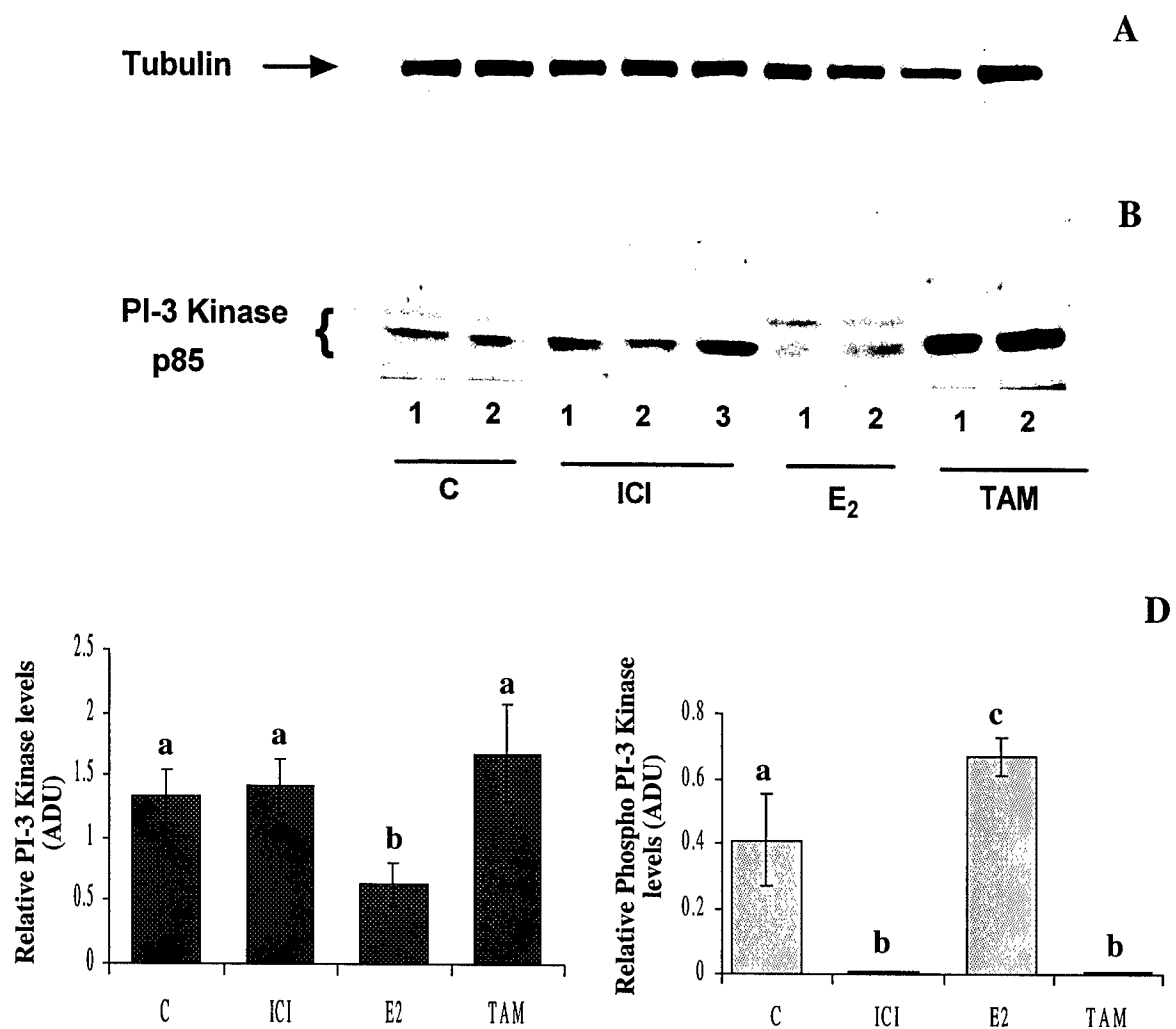 A
Tubulin
B
PI-3 Kinase
p85
{
1 2 1 2 3 1 2 1 2
C ICI E₂ TAM
D
Relative PI-3 Kinase levels
(ADU)
2.5
2
1.5
1
0.5
0
a a b a
C ICI E2 TAM
Relative Phospho PI-3 Kinase
levels (ADU)
0.8
0.6
0.4
0.2
0
a b c b
C ICI E2 TAM